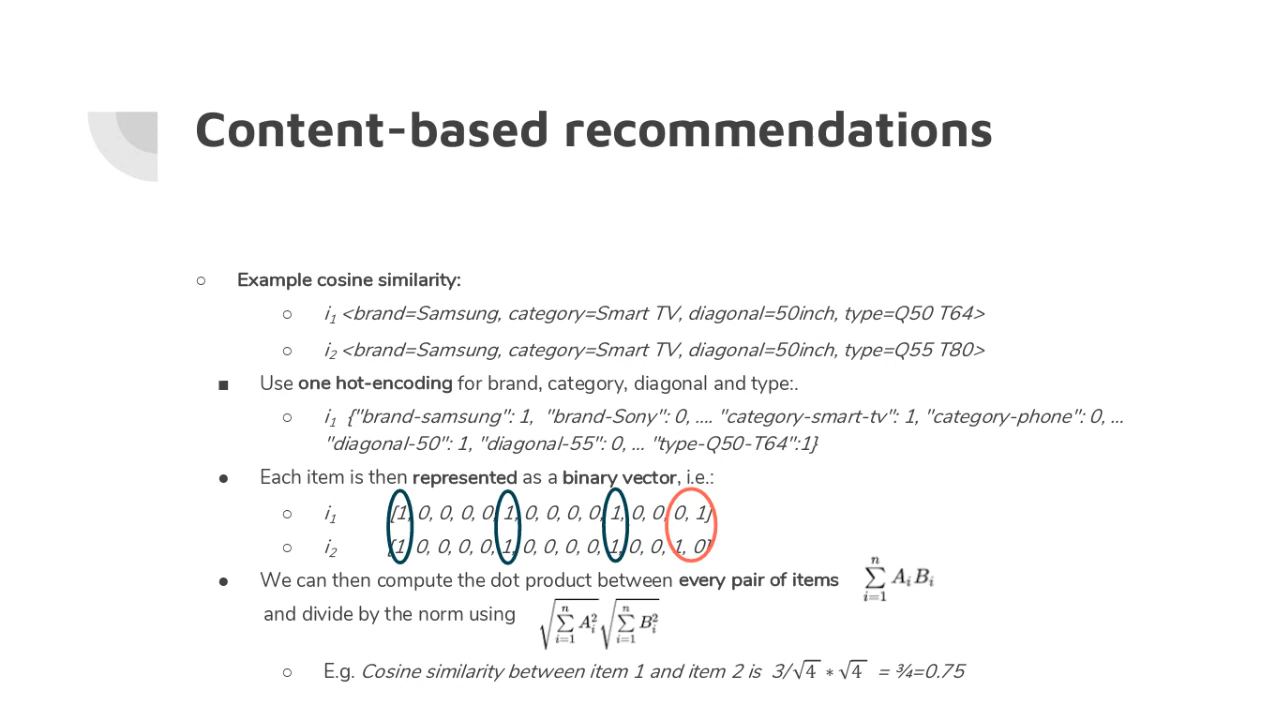 Content-based recommendations
○ Example cosine similarity:
○ i₁ <brand=Samsung, category=Smart TV, diagonal=50inch, type=Q50 T64>
○ i₂ <brand=Samsung, category=Smart TV, diagonal=50inch, type=Q55 T80>
■ Use one hot-encoding for brand, category, diagonal and type:.
○ i₁ {"brand-samsung": 1, "brand-Sony": 0, .... "category-smart-tv": 1, "category-phone": 0, ...
"diagonal-50": 1, "diagonal-55": 0, ... "type-Q50-T64":1}
● Each item is then represented as a binary vector, i.e.:
○ i₁ [1, 0, 0, 0, 0, 1, 0, 0, 0, 0, 1, 0, 0, 0, 1]
○ i₂ [1, 0, 0, 0, 0, 1, 0, 0, 0, 0, 1, 0, 0, 1, 0]
● We can then compute the dot product between every pair of items ∑ᵢ₌₁ⁿ AᵢBᵢ
and divide by the norm using √(∑ᵢ₌₁ⁿ Aᵢ²) √(∑ᵢ₌₁ⁿ Bᵢ²)
○ E.g. Cosine similarity between item 1 and item 2 is 3/√4 * √4 = ¾=0.75